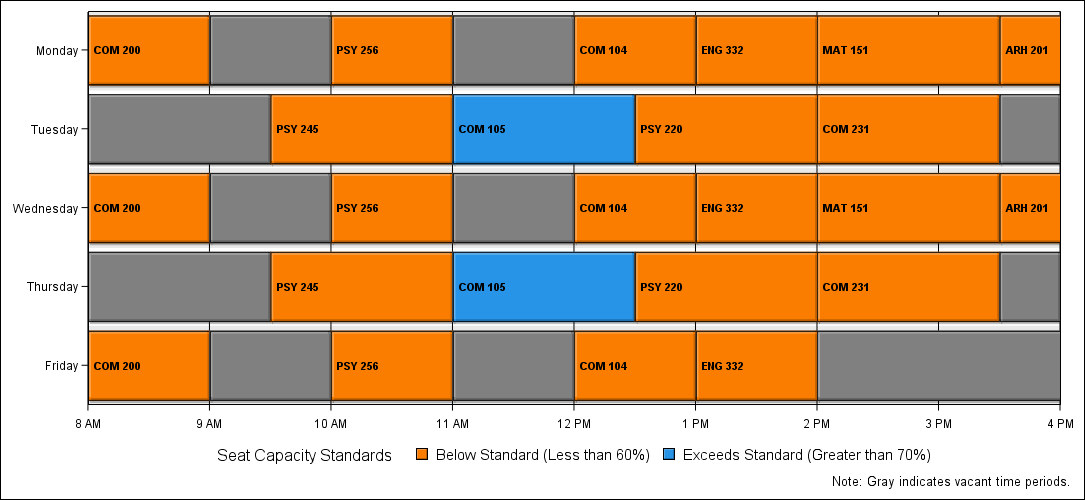 Monday COM 200 PSY 256 COM 104 ENG 332 MAT 151 ARH 201
Tuesday PSY 245 COM 105 PSY 220 COM 231
Wednesday COM 200 PSY 256 COM 104 ENG 332 MAT 151 ARH 201
Thursday PSY 245 COM 105 PSY 220 COM 231
Friday COM 200 PSY 256 COM 104 ENG 332
8 AM 9 AM 10 AM 11 AM 12 PM 1 PM 2 PM 3 PM 4 PM
Seat Capacity Standards Below Standard (Less than 60%) Exceeds Standard (Greater than 70%)
Note: Gray indicates vacant time periods.